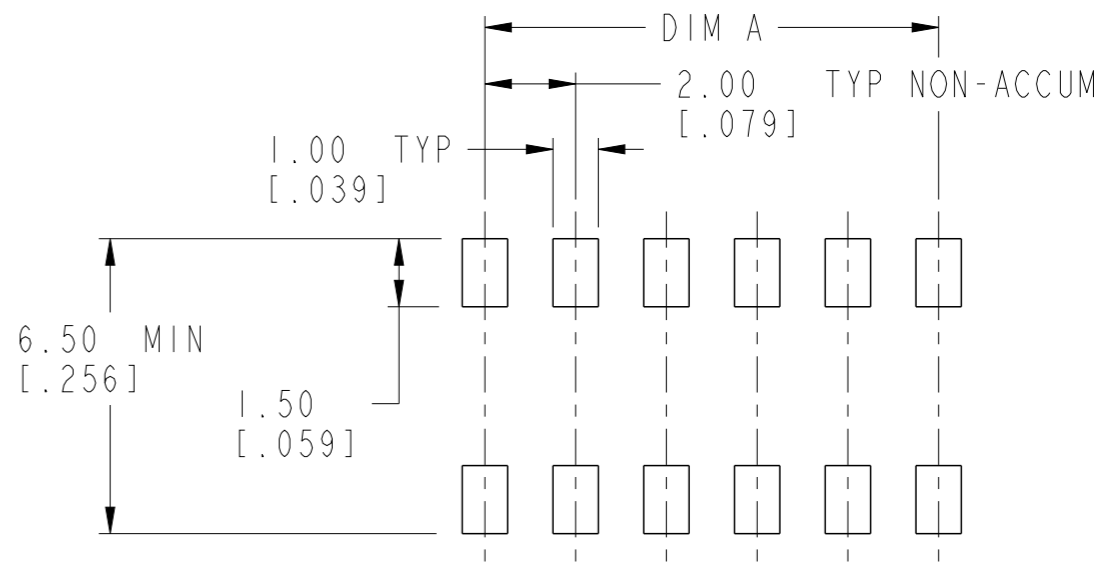 DIM A
2.00 TYP NON-ACCUM
[.079]
1.00 TYP
[.039]
6.50 MIN
[.256]
1.50
[.059]